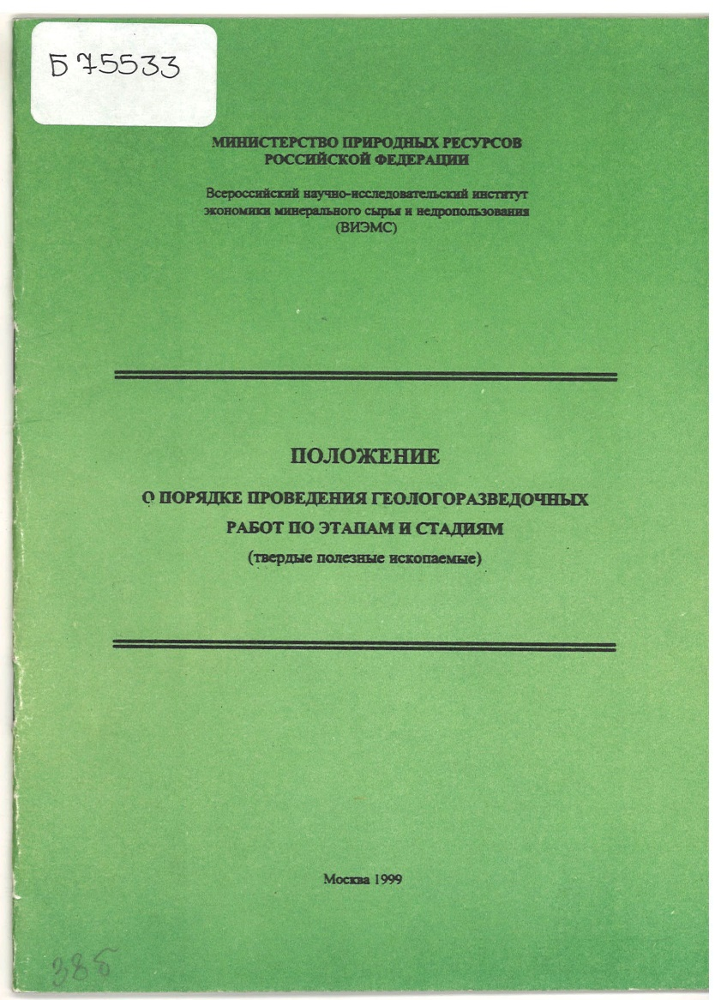 Б 75533
МИНИСТЕРСТВО ПРИРОДНЫХ РЕСУРСОВ
РОССИЙСКОЙ ФЕДЕРАЦИИ
Всероссийский научно-исследовательский институт
экономики минерального сырья и недропользования
(ВИЭМС)
ПОЛОЖЕНИЕ
О ПОРЯДКЕ ПРОВЕДЕНИЯ ГЕОЛОГОРАЗВЕДОЧНЫХ
РАБОТ ПО ЭТАПАМ И СТАДИЯМ
(твердые полезные ископаемые)
Москва 1999